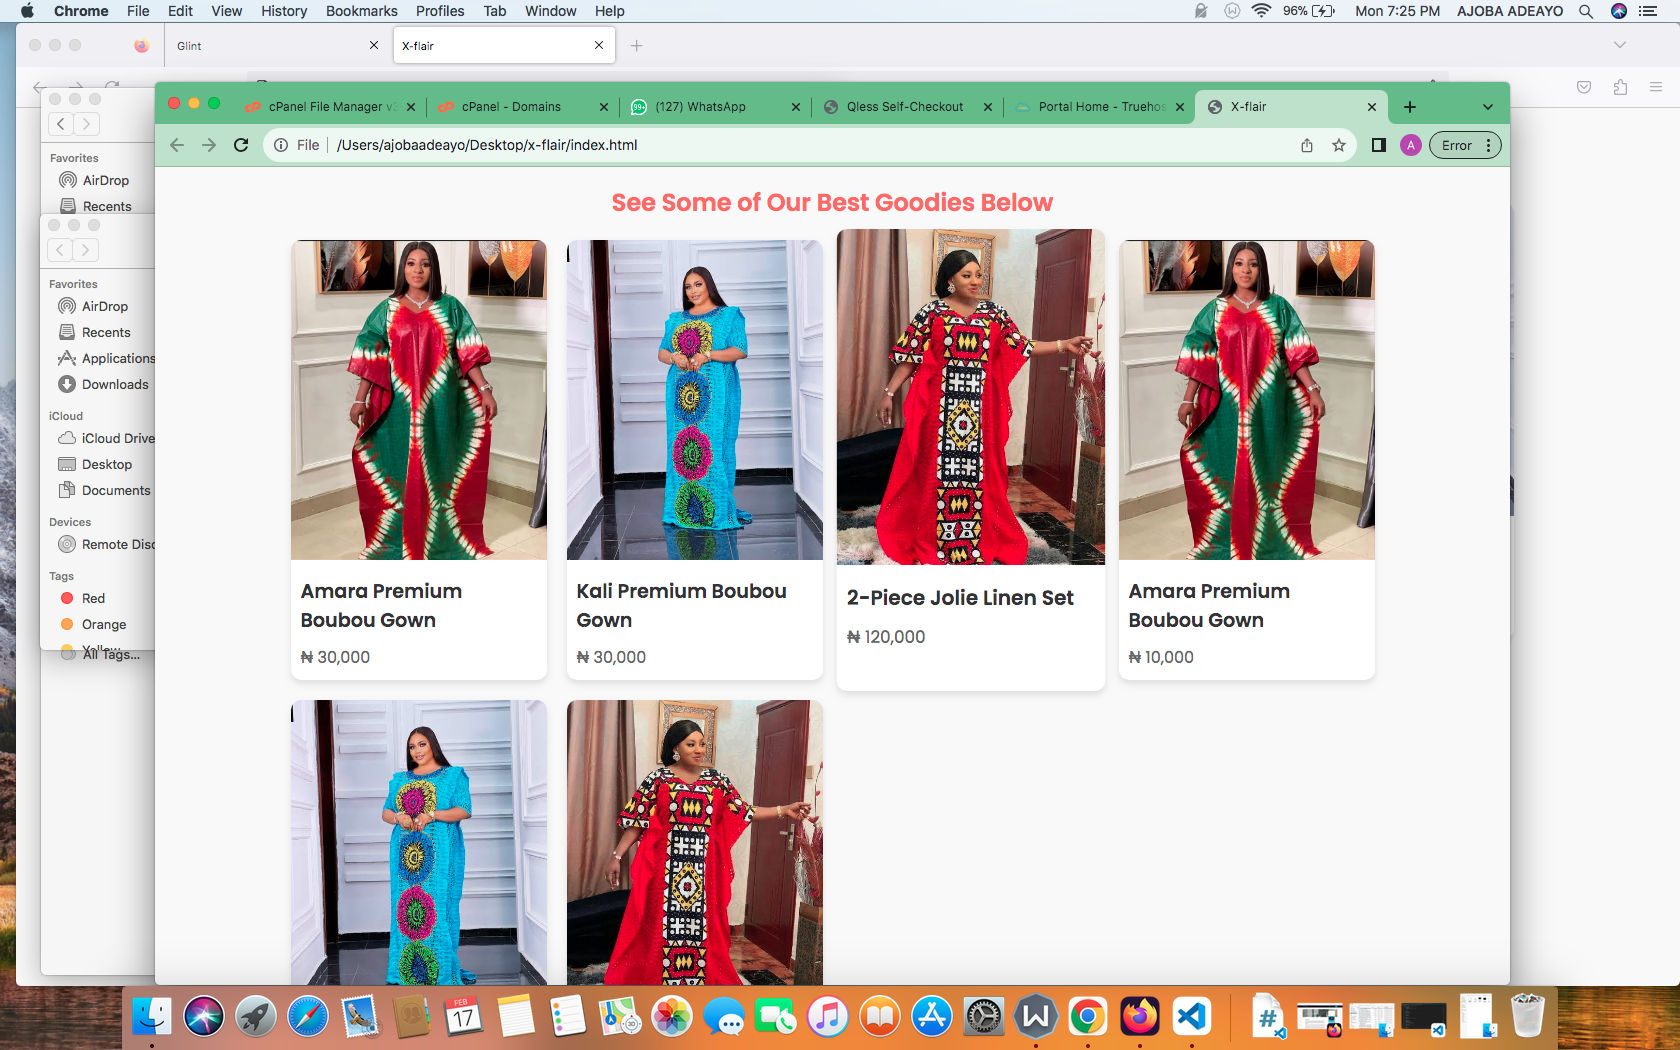 Chrome File Edit View History Bookmarks Profiles Tab Window Help 96% Mon 7:25 PM AJOBA ADEAYO
Glint X-flair
cPanel File Manager v3 cPanel - Domains 99+ (127) WhatsApp Qless Self-Checkout Portal Home - Truehos X-flair
File /Users/ajobaadeayo/Desktop/x-flair/index.html A Error
Favorites
AirDrop
Recents
Favorites
AirDrop
Recents
Applications
Downloads
iCloud
iCloud Drive
Desktop
Documents
Devices
Remote Disc
Tags
Red
Orange
Yellow
All Tags...
See Some of Our Best Goodies Below
Amara Premium
Boubou Gown
₦ 30,000
Kali Premium Boubou
Gown
₦ 30,000
2-Piece Jolie Linen Set
₦ 120,000
Amara Premium
Boubou Gown
₦ 10,000
FEB
17